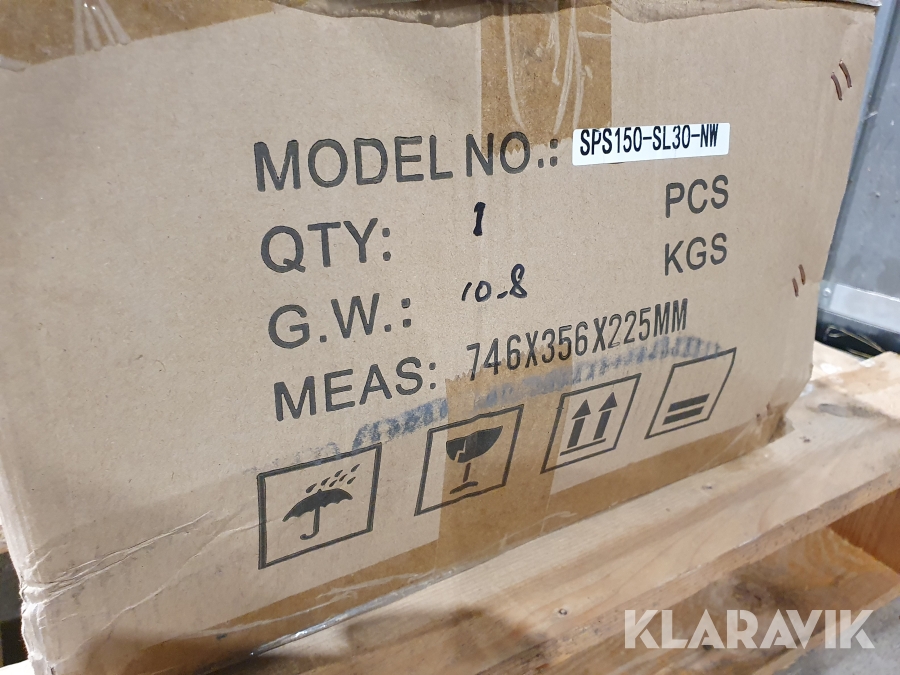 MODEL NO.: SPS150-SL30-NW
QTY: 1 PCS
G.W.: 10.8 KGS
MEAS: 746X356X225MM
KLARAVIK